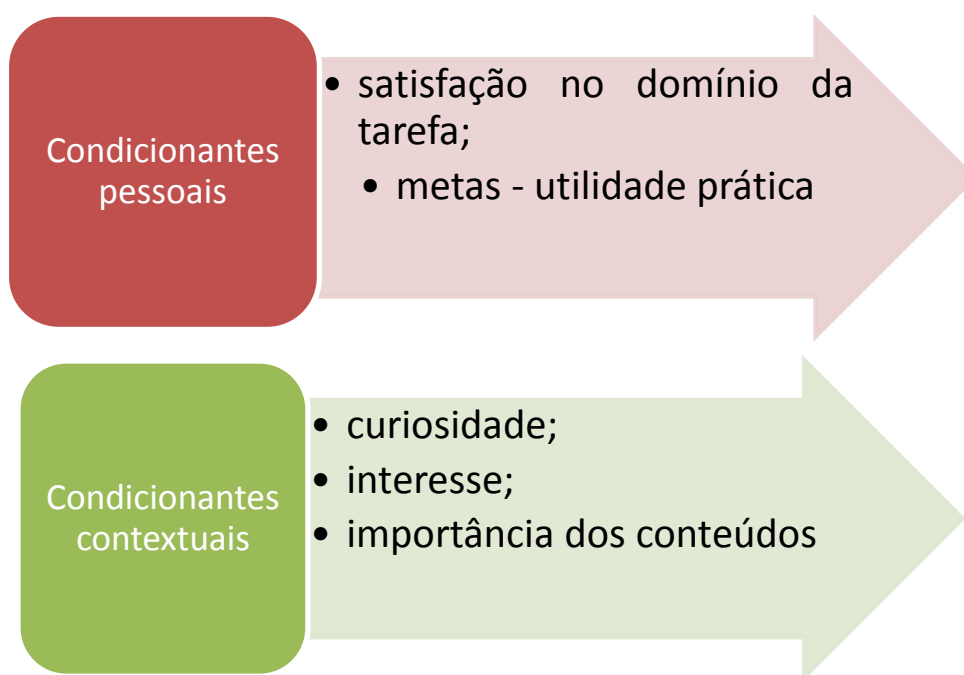 Condicionantes
pessoais
• satisfação no domínio da
tarefa;
• metas - utilidade prática
Condicionantes
contextuais
• curiosidade;
• interesse;
• importância dos conteúdos